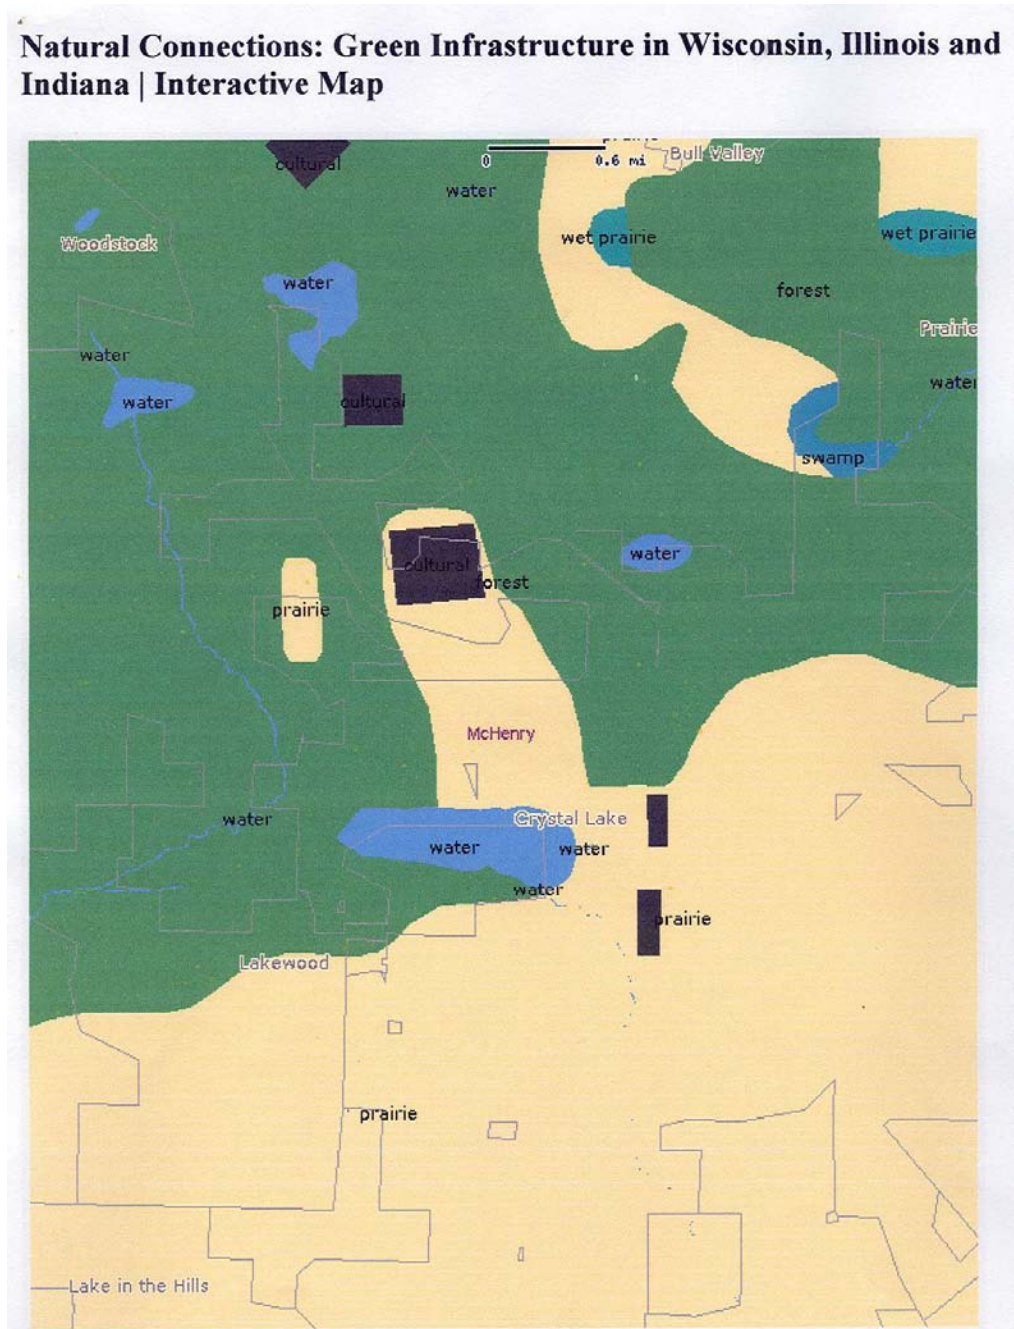 Natural Connections: Green Infrastructure in Wisconsin, Illinois and
Indiana | Interactive Map
prairie
Bull Valley
0 0.6 mi
cultural
water
Woodstock
wet prairie
wet prairie
water
forest
Prairie
water
water
water
cultural
swamp
water
cultural
forest
prairie
McHenry
water
Crystal Lake
water
water
water
prairie
Lakewood
prairie
Lake in the Hills